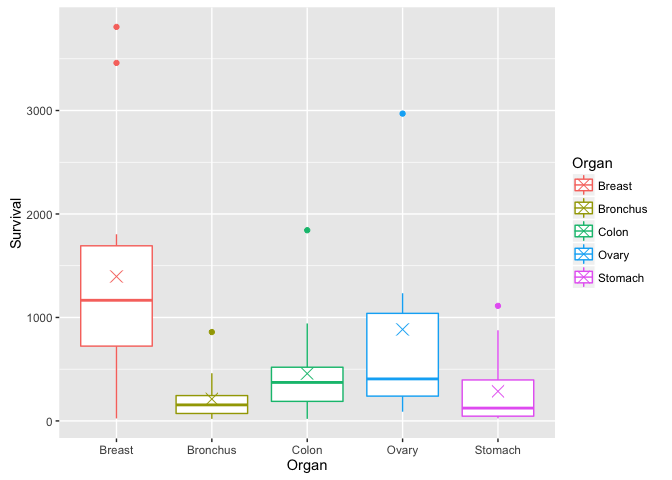 Survival
3000
2000
1000
0
Breast
Bronchus
Colon
Ovary
Stomach
Organ
Organ
Breast
Bronchus
Colon
Ovary
Stomach